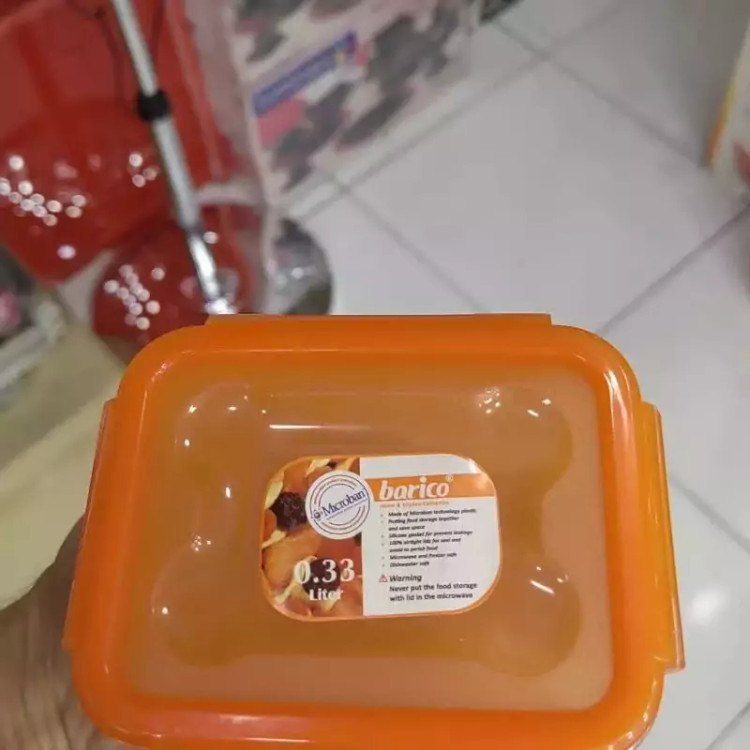 Microban
barico®
Made of Microban technology plastic
Putting food storage together
and save space
Silicone gasket for prevent leakage
100% airtight lids for seal and
avoid to perish food
Microwave and freezer safe
Dishwasher safe
0.33
Liter
Warning
Never put the food storage
with lid in the microwave